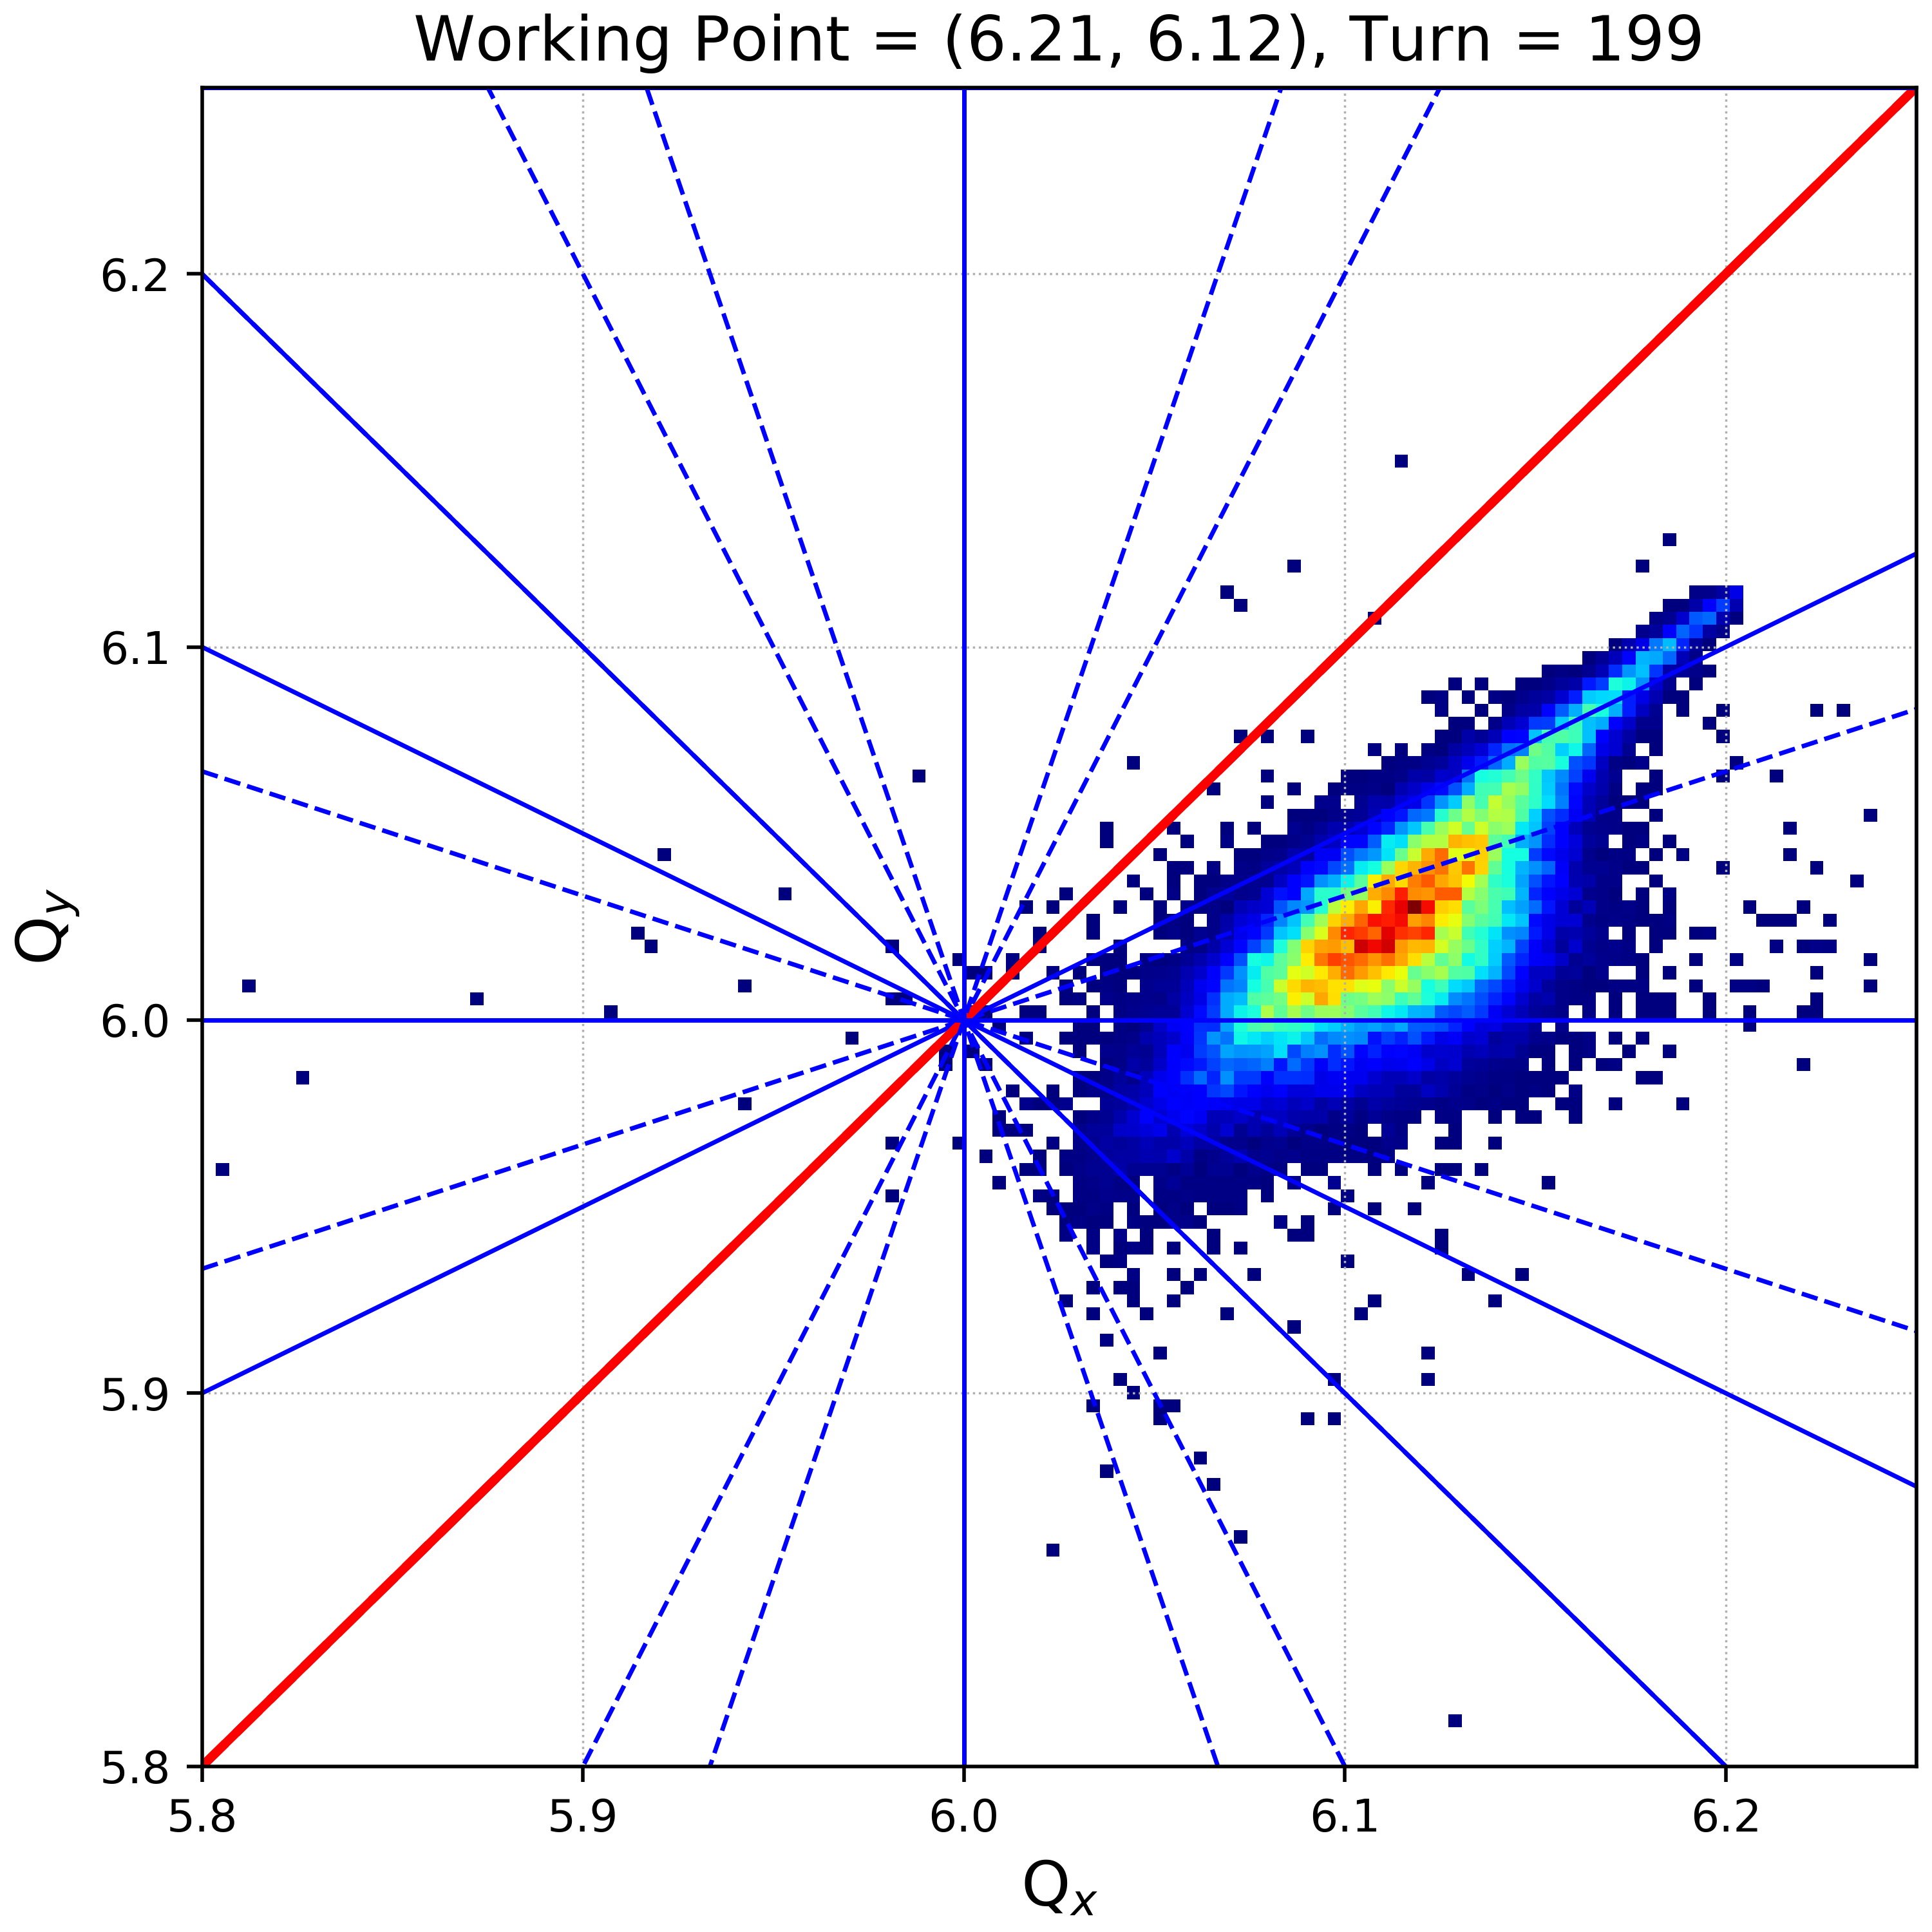 Working Point = (6.21, 6.12), Turn = 199
6.2
6.1
6.0
5.9
5.8
Qy
5.8 5.9 6.0 6.1 6.2
Qx